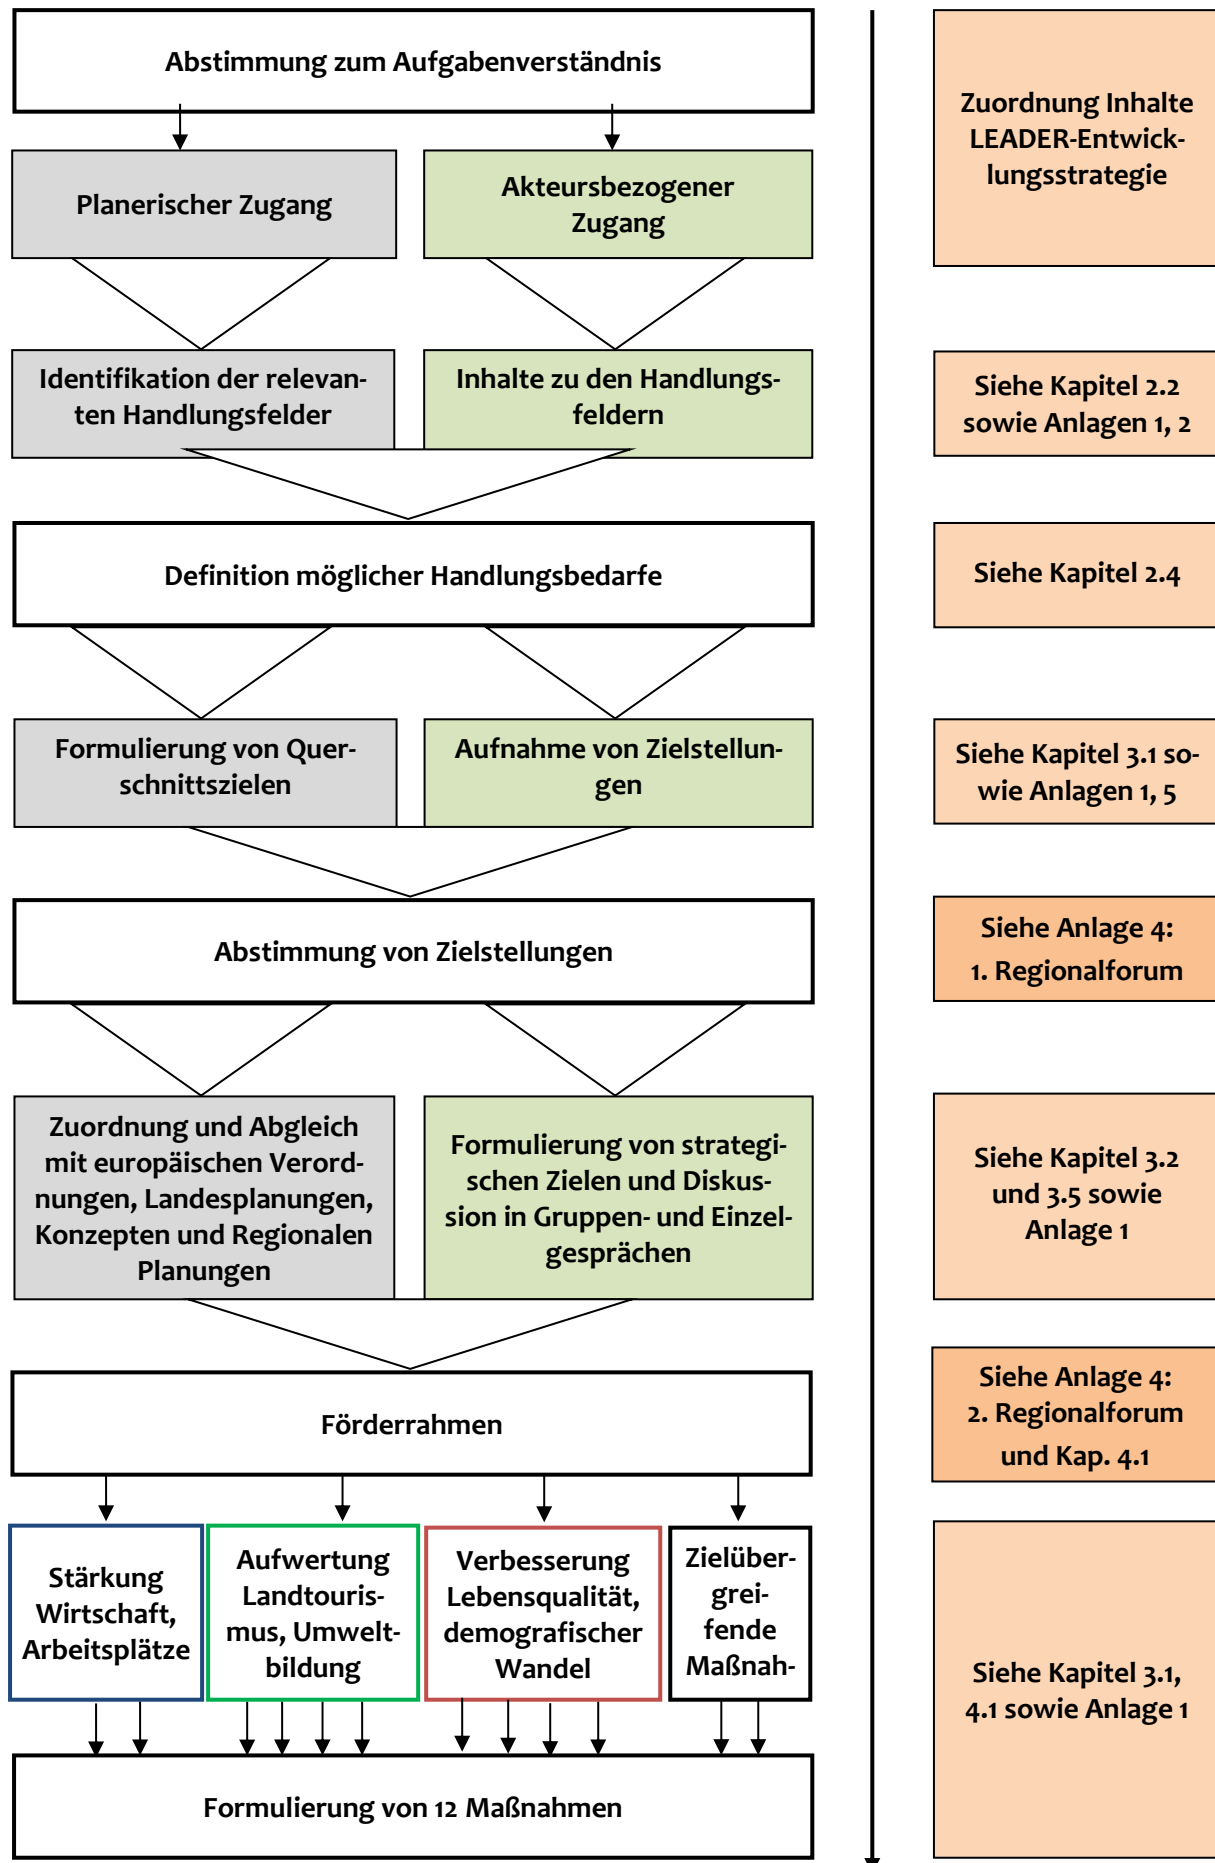 Abstimmung zum Aufgabenverständnis
Zuordnung Inhalte
LEADER-Entwick-
lungsstrategie
Planerischer Zugang
Akteursbezogener
Zugang
Identifikation der relevan-
ten Handlungsfelder
Inhalte zu den Handlungs-
feldern
Siehe Kapitel 2.2
sowie Anlagen 1, 2
Definition möglicher Handlungsbedarfe
Siehe Kapitel 2.4
Formulierung von Quer-
schnittszielen
Aufnahme von Zielstellun-
gen
Siehe Kapitel 3.1 so-
wie Anlagen 1, 5
Abstimmung von Zielstellungen
Siehe Anlage 4:
1. Regionalforum
Zuordnung und Abgleich
mit europäischen Verord-
nungen, Landesplanungen,
Konzepten und Regionalen
Planungen
Formulierung von strategi-
schen Zielen und Diskus-
sion in Gruppen- und Einzel-
gesprächen
Siehe Kapitel 3.2
und 3.5 sowie
Anlage 1
Förderrahmen
Siehe Anlage 4:
2. Regionalforum
und Kap. 4.1
Stärkung
Wirtschaft,
Arbeitsplätze
Aufwertung
Landtouris-
mus, Umwelt-
bildung
Verbesserung
Lebensqualität,
demografischer
Wandel
Zielüber-
grei-
fende
Maßnah-
Siehe Kapitel 3.1,
4.1 sowie Anlage 1
Formulierung von 12 Maßnahmen